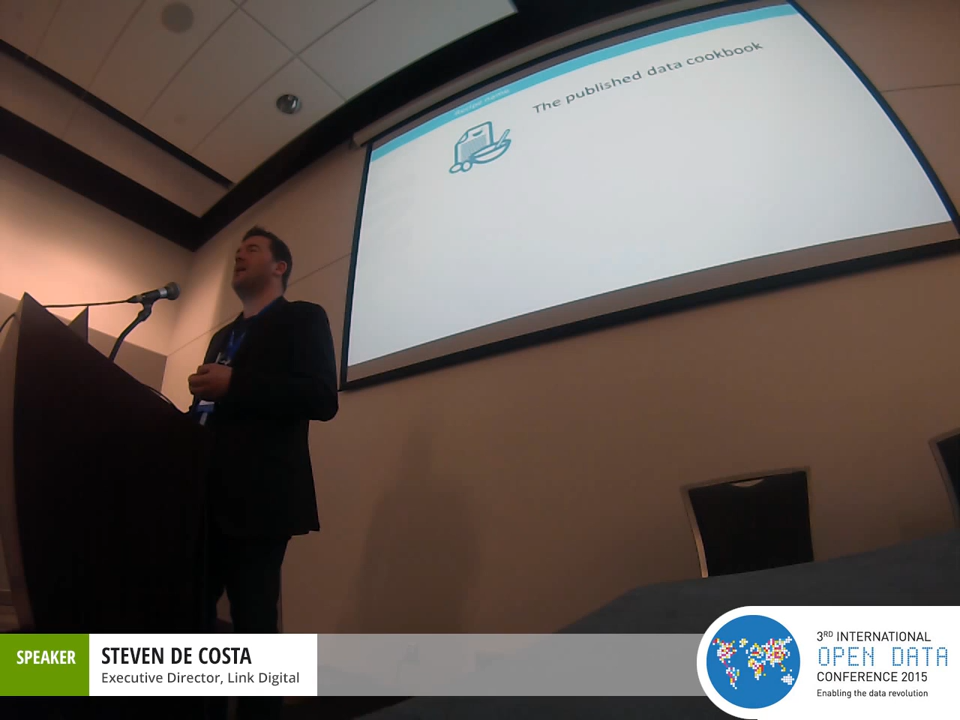 The published data cookbook
SPEAKER
STEVEN DE COSTA
Executive Director, Link Digital
3RD INTERNATIONAL
OPEN DATA
CONFERENCE 2015
Enabling the data revolution